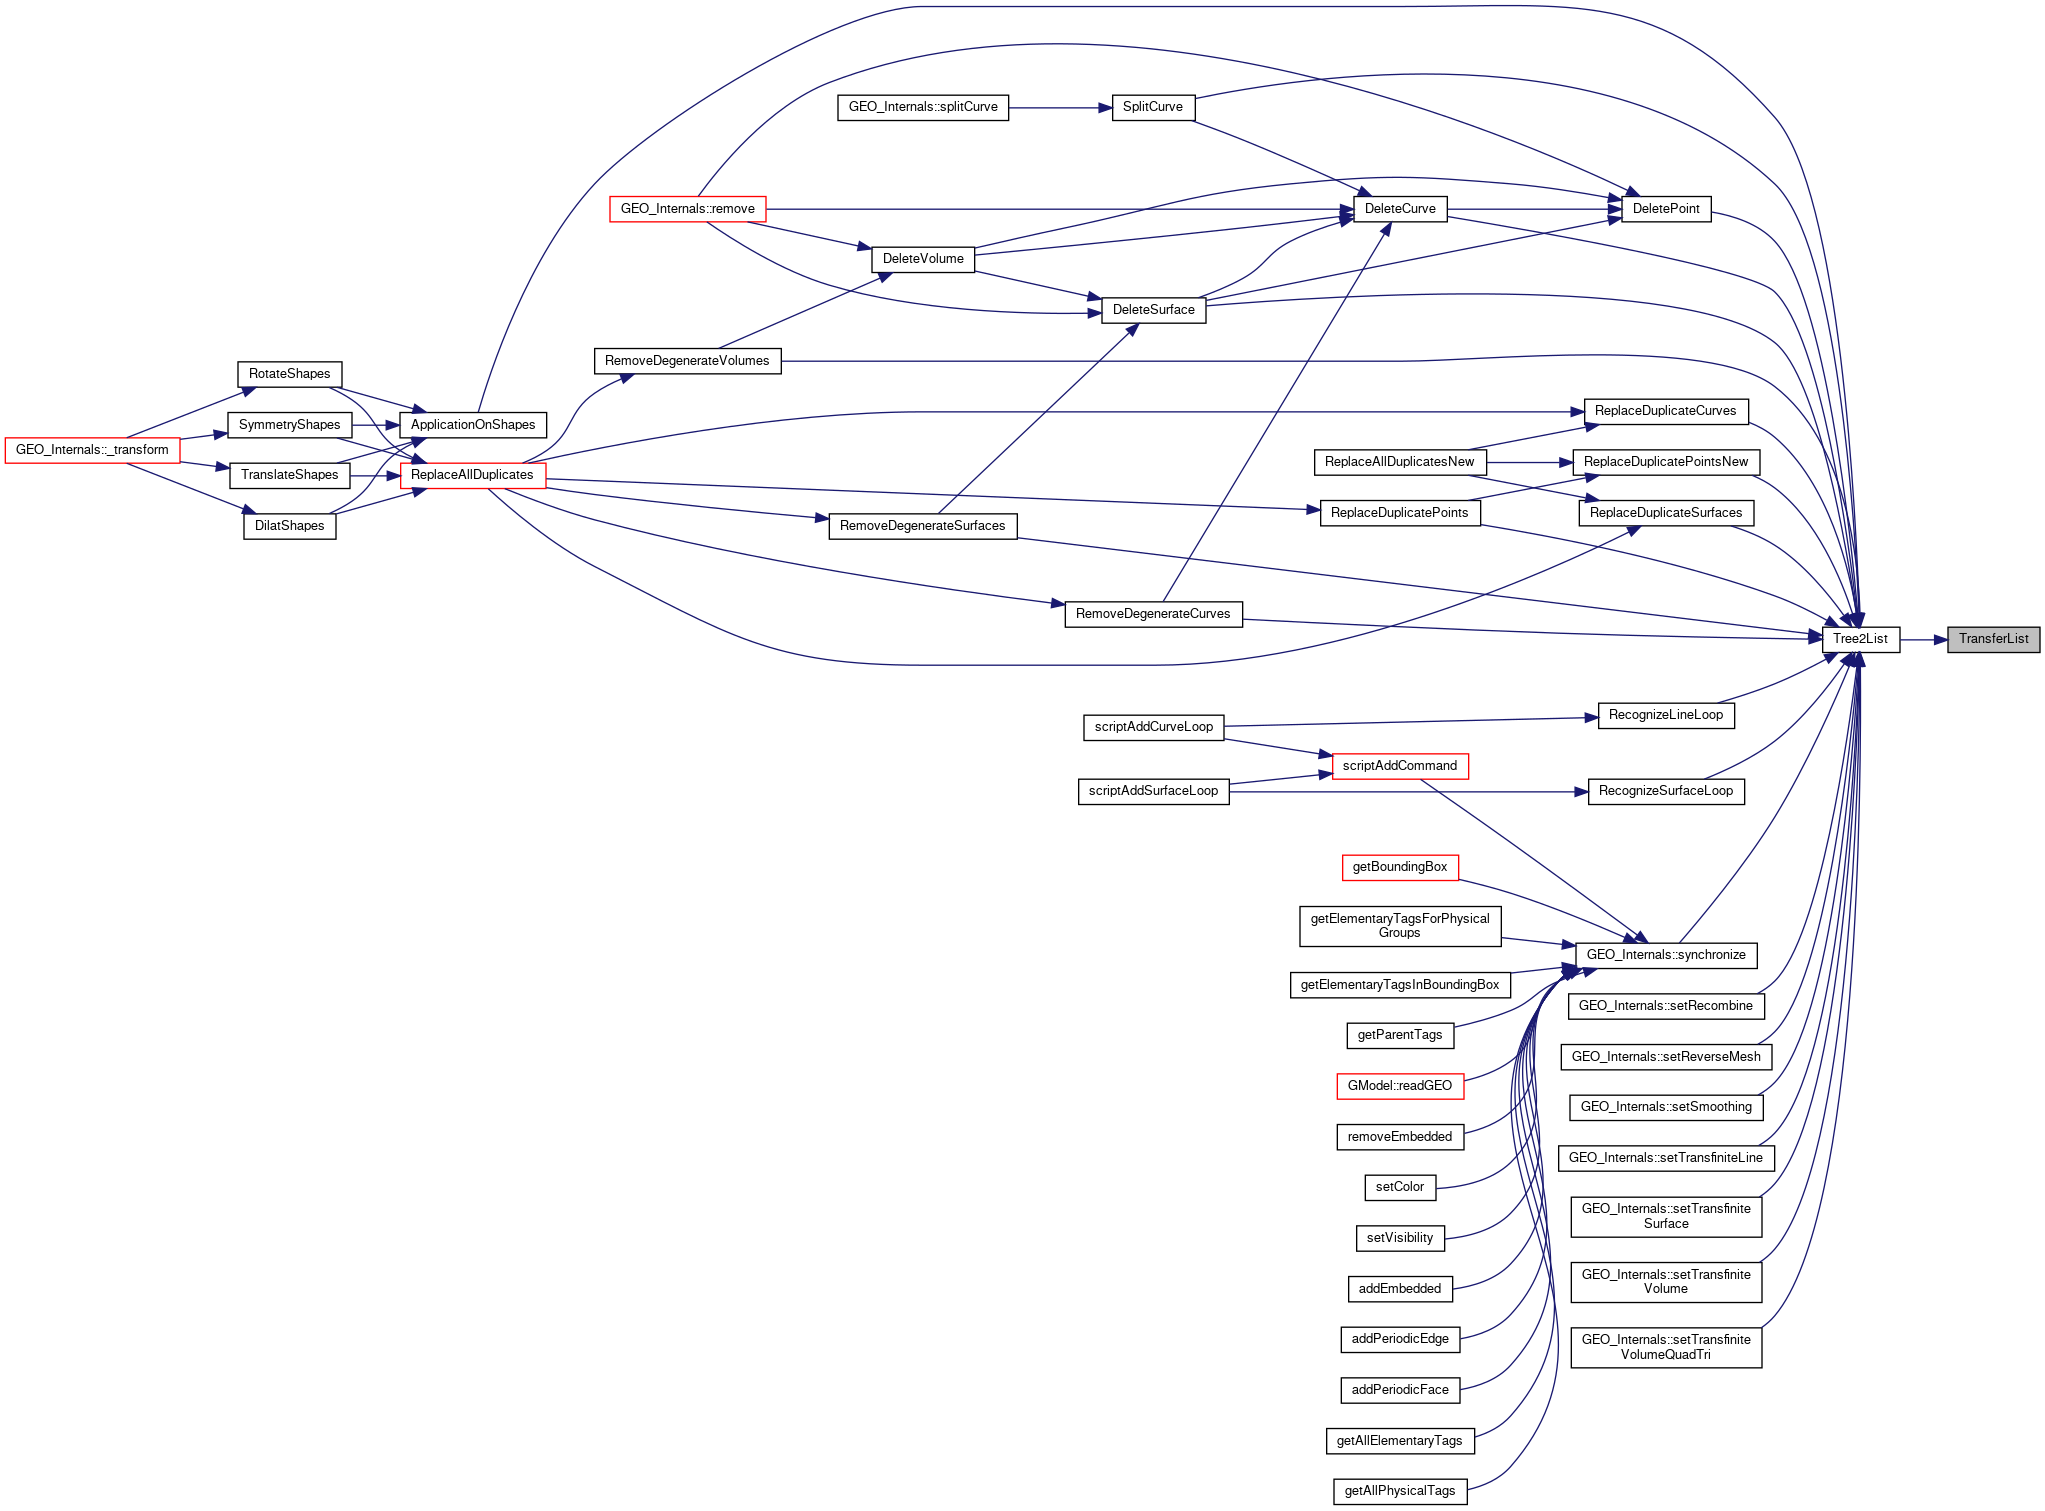 GEO_Internals::splitCurve
SplitCurve
GEO_Internals::remove
DeleteCurve
DeletePoint
DeleteVolume
DeleteSurface
RemoveDegenerateVolumes
RotateShapes
SymmetryShapes
ApplicationOnShapes
ReplaceDuplicateCurves
GEO_Internals::_transform
TranslateShapes
ReplaceAllDuplicates
ReplaceAllDuplicatesNew
ReplaceDuplicatePointsNew
DilatShapes
RemoveDegenerateSurfaces
ReplaceDuplicatePoints
ReplaceDuplicateSurfaces
RemoveDegenerateCurves
Tree2List
TransferList
scriptAddCurveLoop
RecognizeLineLoop
scriptAddCommand
scriptAddSurfaceLoop
RecognizeSurfaceLoop
getBoundingBox
getElementaryTagsForPhysical
Groups
GEO_Internals::synchronize
getElementaryTagsInBoundingBox
GEO_Internals::setRecombine
getParentTags
GEO_Internals::setReverseMesh
GModel::readGEO
GEO_Internals::setSmoothing
removeEmbedded
GEO_Internals::setTransfiniteLine
setColor
GEO_Internals::setTransfinite
Surface
setVisibility
GEO_Internals::setTransfinite
Volume
addEmbedded
addPeriodicEdge
GEO_Internals::setTransfinite
VolumeQuadTri
addPeriodicFace
getAllElementaryTags
getAllPhysicalTags